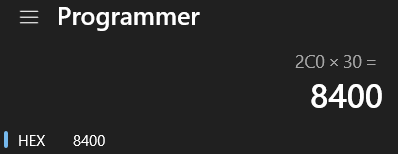 Programmer
2C0 × 30 =
8400
HEX 8400